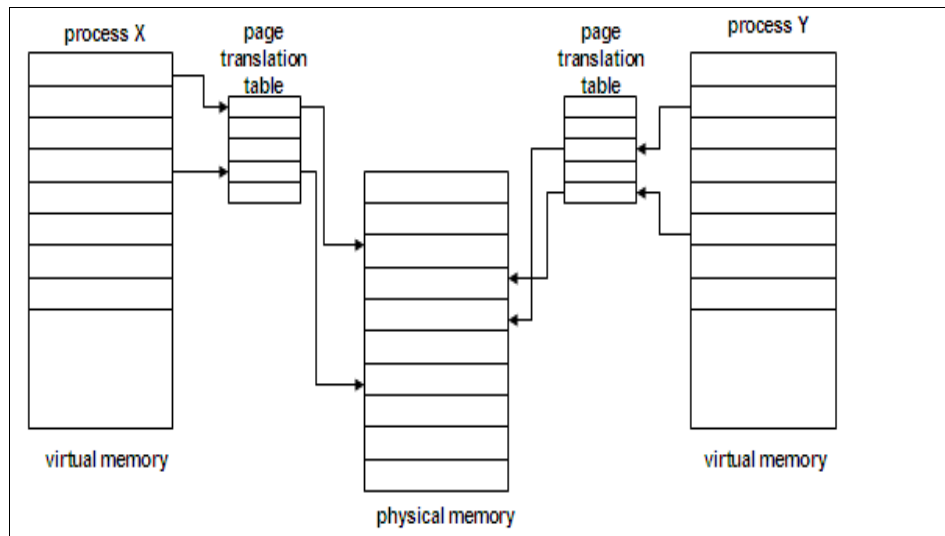 process X
page
translation
table
page
translation
table
process Y
virtual memory
physical memory
virtual memory